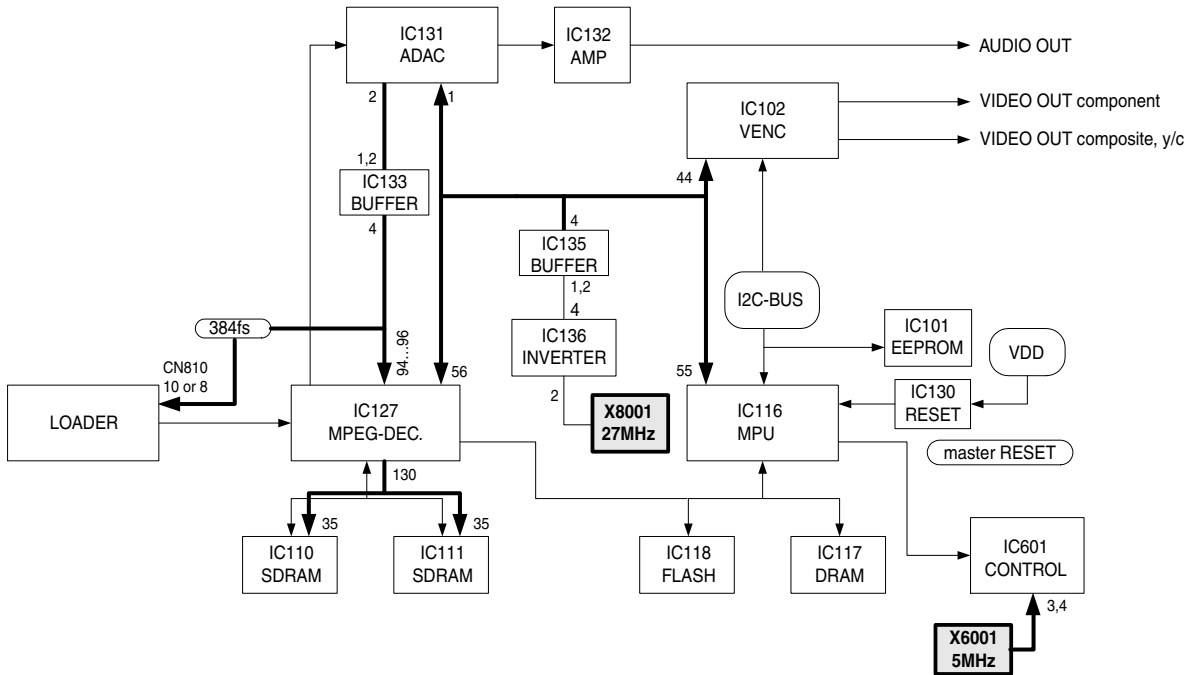 IC131
ADAC
IC132
AMP
AUDIO OUT
2
1
IC102
VENC
VIDEO OUT component
VIDEO OUT composite, y/c
1,2
IC133
BUFFER
4
44
4
IC135
BUFFER
1,2
4
IC136
INVERTER
2
X8001
27MHz
I2C-BUS
IC101
EEPROM
VDD
IC130
RESET
master RESET
384fs
CN810
10 or 8
94...96
56
55
LOADER
IC127
MPEG-DEC.
IC116
MPU
130
35
35
IC110
SDRAM
IC111
SDRAM
IC118
FLASH
IC117
DRAM
IC601
CONTROL
3,4
X6001
5MHz